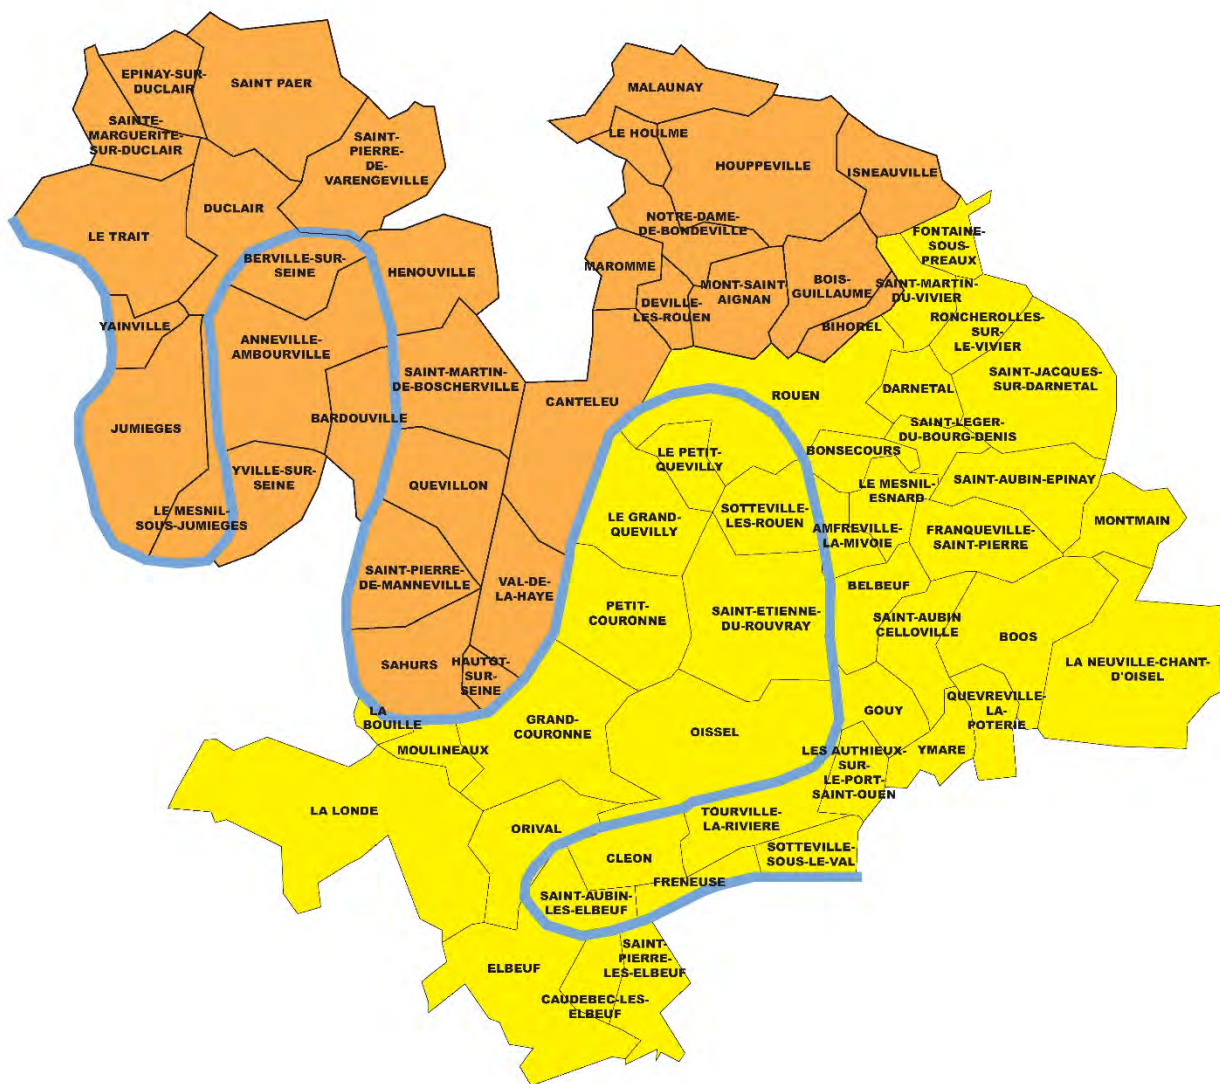 EPINAY-SUR-
DUCLAIR
SAINT PAER
SAINTE-
MARGUERITE-
SUR-DUCLAIR
SAINT-
PIERRE-
DE-
VARENGEVILLE
MALAUNAY
LE HOULME
HOUPPEVILLE
ISNEAUVILLE
DUCLAIR
LE TRAIT
NOTRE-DAME-
DE-BONDEVILLE
FONTAINE-
SOUS-
PREAUX
BERVILLE-SUR-
SEINE
HENOUVILLE
MAROMME
MONT-SAINT
AIGNAN
BOIS-
GUILLAUME
SAINT-MARTIN-
DU-VIVIER
DEVILLE-
LES-ROUEN
BIHOREL
RONCHEROLLES-
SUR-
LE-VIVIER
YAINVILLE
ANNEVILLE-
AMBOURVILLE
SAINT-MARTIN-
DE-BOSCHERVILLE
SAINT-JACQUES-
SUR-DARNETAL
CANTELEU
ROUEN
DARNETAL
JUMIEGES
BARDOUVILLE
SAINT-LEGER-
DU-BOURG-DENIS
LE PETIT-
QUEVILLY
BONSECOURS
YVILLE-SUR-
SEINE
QUEVILLON
LE MESNIL-
ESNARD
SAINT-AUBIN-EPINAY
LE MESNIL-
SOUS-JUMIEGES
LE GRAND-
QUEVILLY
SOTTEVILLE-
LES-ROUEN
AMFREVILLE-
LA-MIVOIE
FRANQUEVILLE-
SAINT-PIERRE
MONTMAIN
SAINT-PIERRE-
DE-MANNEVILLE
VAL-DE-
LA-HAYE
BELBEUF
PETIT-
COURONNE
SAINT-ETIENNE-
DU-ROUVRAY
SAINT-AUBIN
CELLOVILLE
BOOS
SAHURS
HAUTOT-
SUR-
SEINE
LA NEUVILLE-CHANT-
D'OISEL
LA
BOUILLE
GRAND-
COURONNE
OISSEL
GOUY
QUEVREVILLE-
LA-
POTERIE
MOULINEAUX
LES AUTHIEUX-
SUR-
LE-PORT-
SAINT-OUEN
YMARE
LA LONDE
ORIVAL
TOURVILLE-
LA-RIVIERE
CLEON
SOTTEVILLE-
SOUS-LE-VAL
FRENEUSE
SAINT-AUBIN-
LES-ELBEUF
ELBEUF
SAINT-
PIERRE-
LES-ELBEUF
CAUDEBEC-LES-
ELBEUF